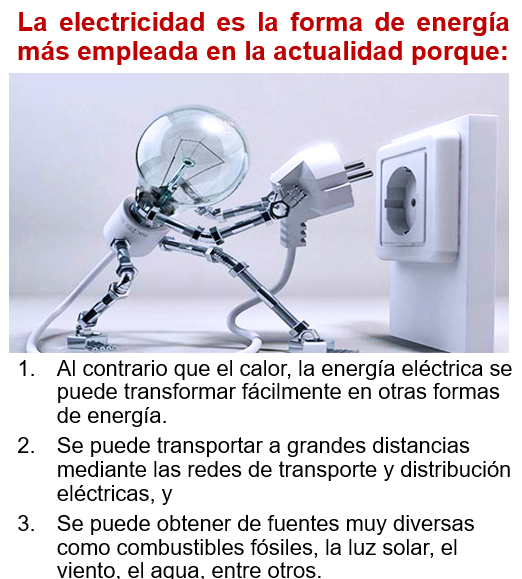 La electricidad es la forma de energía
más empleada en la actualidad porque:
1. Al contrario que el calor, la energía eléctrica se
puede transformar fácilmente en otras formas
de energía.
2. Se puede transportar a grandes distancias
mediante las redes de transporte y distribución
eléctricas, y
3. Se puede obtener de fuentes muy diversas
como combustibles fósiles, la luz solar, el
viento, el agua, entre otros.